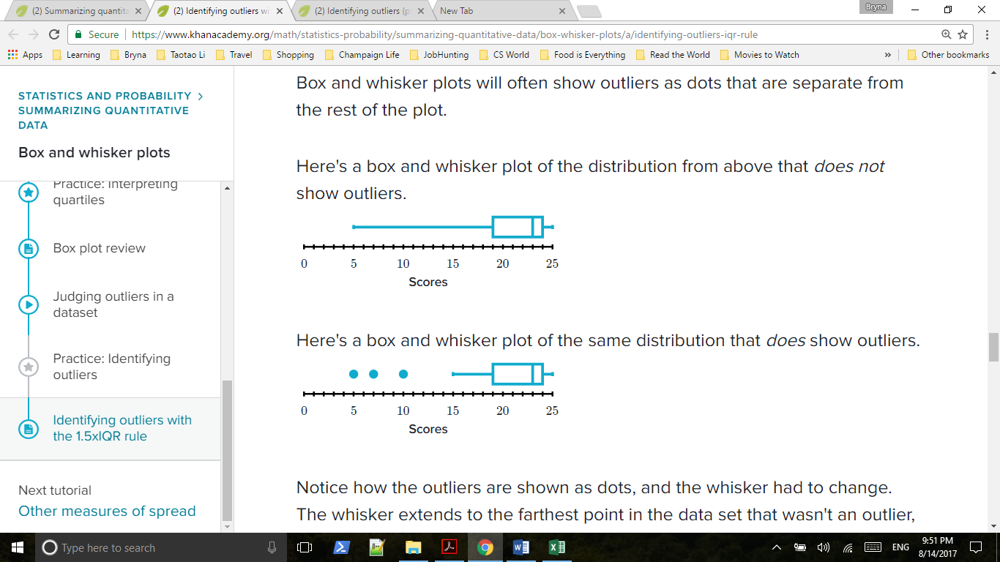 (2) Summarizing quantita
(2) Identifying outliers wi
(2) Identifying outliers (p
New Tab
Bryna
Secure
https://www.khanacademy.org/math/statistics-probability/summarizing-quantitative-data/box-whisker-plots/a/identifying-outliers-iqr-rule
Apps Learning Bryna Taotao Li Travel Shopping Champaign Life JobHunting CS World Food is Everything Read the World Movies to Watch » Other bookmarks
STATISTICS AND PROBABILITY >
SUMMARIZING QUANTITATIVE
DATA
Box and whisker plots
Practice: Interpreting
quartiles
Box plot review
Judging outliers in a
dataset
Practice: Identifying
outliers
Identifying outliers with
the 1.5xIQR rule
Next tutorial
Other measures of spread
Box and whisker plots will often show outliers as dots that are separate from
the rest of the plot.
Here's a box and whisker plot of the distribution from above that does not
show outliers.
0 5 10 15 20 25
Scores
Here's a box and whisker plot of the same distribution that does show outliers.
0 5 10 15 20 25
Scores
Notice how the outliers are shown as dots, and the whisker had to change.
The whisker extends to the farthest point in the data set that wasn't an outlier,
Type here to search
ENG
9:51 PM
8/14/2017